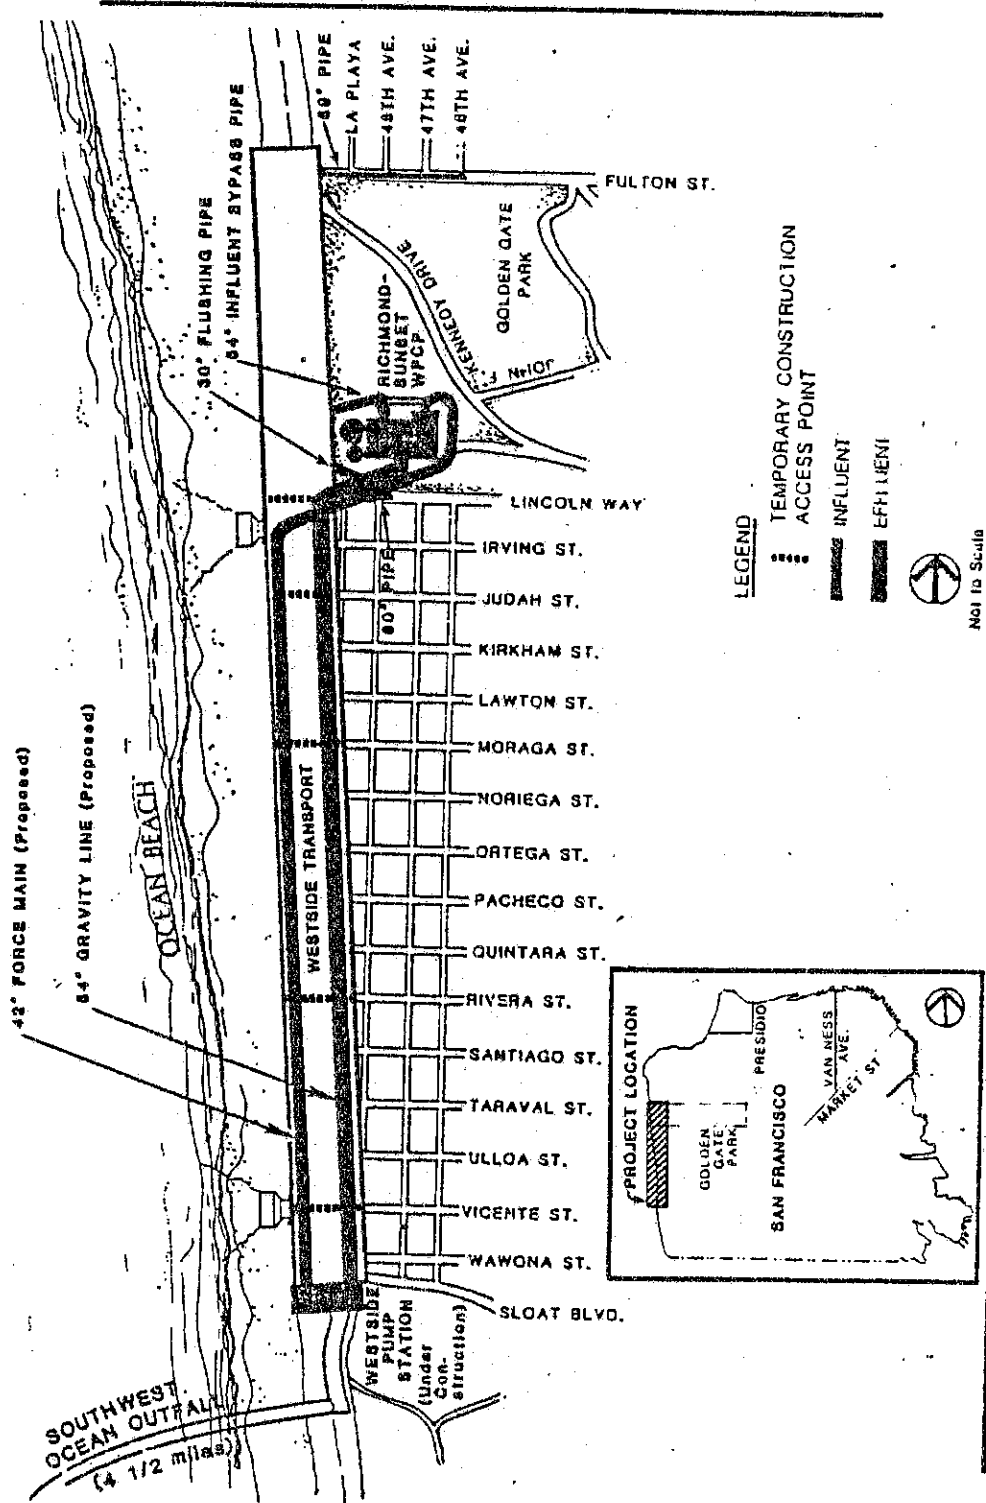 42" FORCE MAIN (Proposed)
54" GRAVITY LINE (Proposed)
OCEAN BEACH
30" FLUSHING PIPE
54" INFLUENT BYPASS PIPE
PIPE
LA PLAYA
48TH AVE.
47TH AVE.
46TH AVE.
FULTON ST.
SOUTHWEST
OCEAN OUTFALL
(4 1/2 miles)
WESTSIDE TRANSPORT
RICHMOND-
SUNSET
WPCP
JOHN F. KENNEDY DRIVE
GOLDEN GATE
PARK
PIPE
WESTSIDE
PUMP
STATION
(Under
Con-
struction)
SLOAT BLVD.
WAWONA ST.
VICENTE ST.
ULLOA ST.
TARAVAL ST.
SANTIAGO ST.
RIVERA ST.
QUINTARA ST.
PACHECO ST.
ORTEGA ST.
NORIEGA ST.
MORAGA ST.
LAWTON ST.
KIRKHAM ST.
JUDAH ST.
IRVING ST.
LINCOLN WAY
LEGEND
TEMPORARY CONSTRUCTION
ACCESS POINT
INFLUENT
EFFLUENT
Not to Scale
PROJECT LOCATION
GOLDEN
GATE
PARK
PRESIDIO
SAN FRANCISCO
VAN NESS
AVE.
MARKET ST